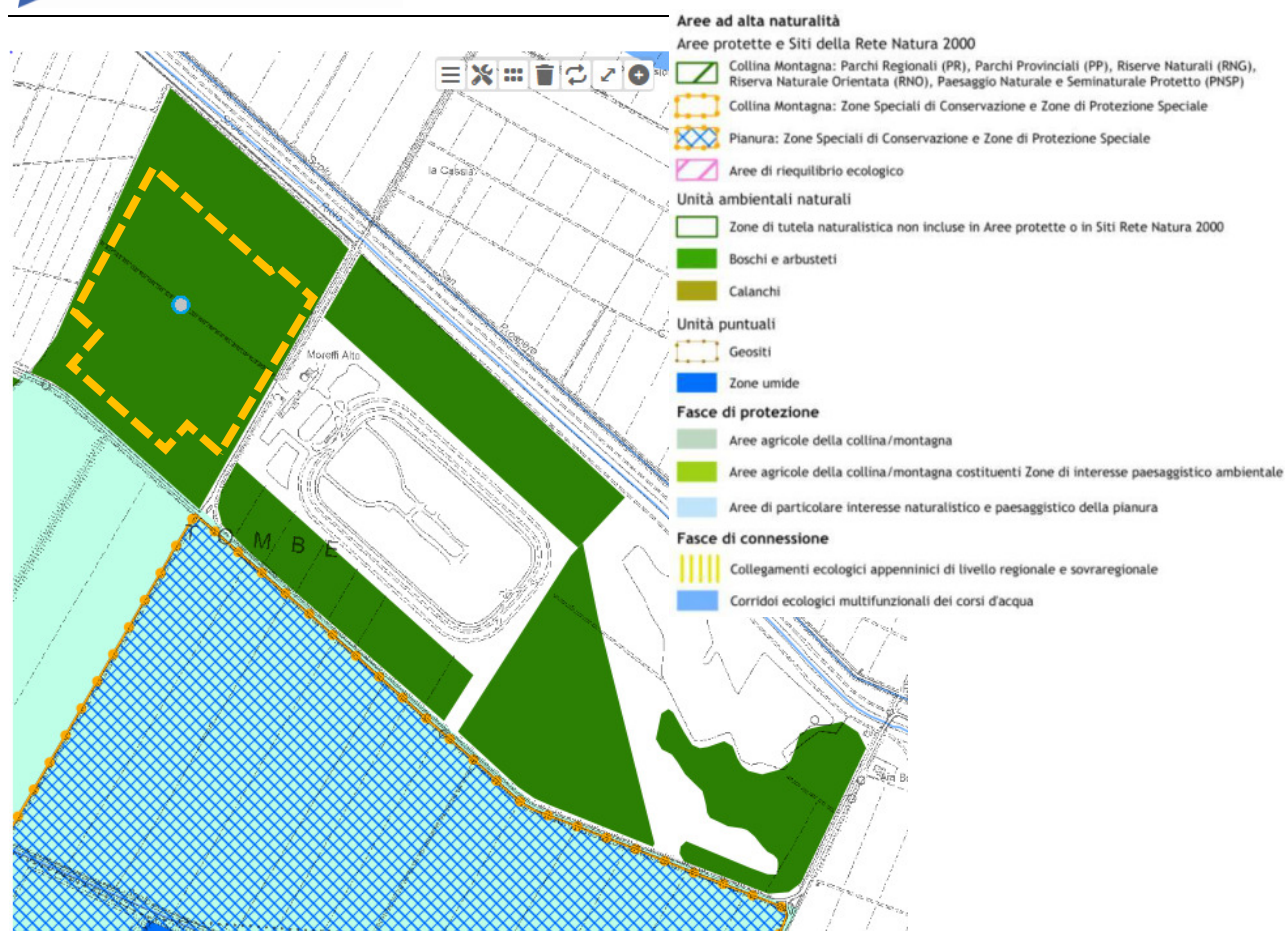 Aree ad alta naturalità
Aree protette e Siti della Rete Natura 2000
Collina Montagna: Parchi Regionali (PR), Parchi Provinciali (PP), Riserve Naturali (RNG),
Riserva Naturale Orientata (RNO), Paesaggio Naturale e Seminaturale Protetto (PNSP)
Collina Montagna: Zone Speciali di Conservazione e Zone di Protezione Speciale
Pianura: Zone Speciali di Conservazione e Zone di Protezione Speciale
Aree di riequilibrio ecologico
Unità ambientali naturali
Zone di tutela naturalistica non incluse in Aree protette o in Siti Rete Natura 2000
Boschi e arbusteti
Calanchi
Unità puntuali
Geositi
Zone umide
Fasce di protezione
Aree agricole della collina/montagna
Aree agricole della collina/montagna costituenti Zone di interesse paesaggistico ambientale
Aree di particolare interesse naturalistico e paesaggistico della pianura
Fasce di connessione
Collegamenti ecologici appenninici di livello regionale e sovraregionale
Corridoi ecologici multifunzionali dei corsi d'acqua
la Cassia
Moretti Alto
TOMBE